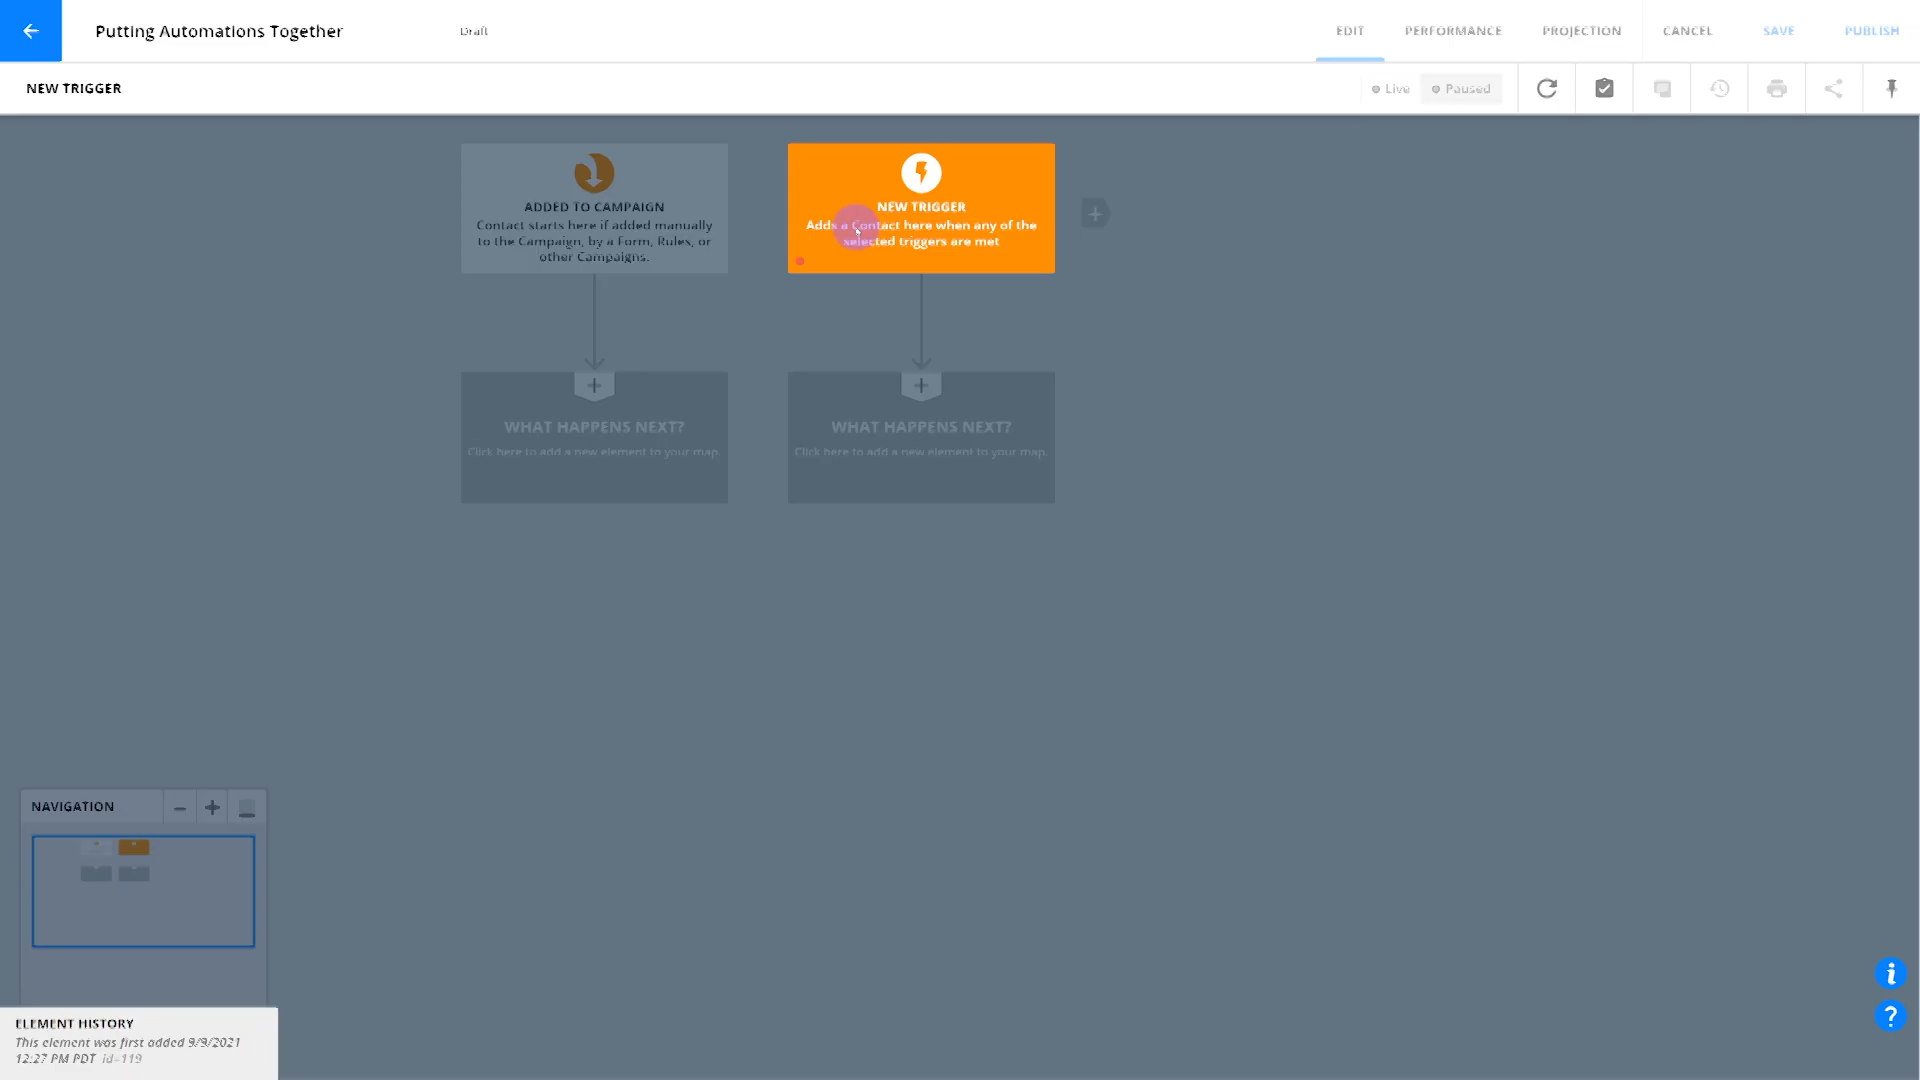 Putting Automations Together
Draft
EDIT
PERFORMANCE
PROJECTION
CANCEL
SAVE
PUBLISH
NEW TRIGGER
Live
Paused
ADDED TO CAMPAIGN
Contact starts here if added manually
to the Campaign, by a Form, Rules, or
other Campaigns.
NEW TRIGGER
Adds a Contact here when any of the
selected triggers are met
WHAT HAPPENS NEXT?
Click here to add a new element to your map.
WHAT HAPPENS NEXT?
Click here to add a new element to your map.
NAVIGATION
ELEMENT HISTORY
This element was first added 9/9/2021
12:27 PM PDT id=119